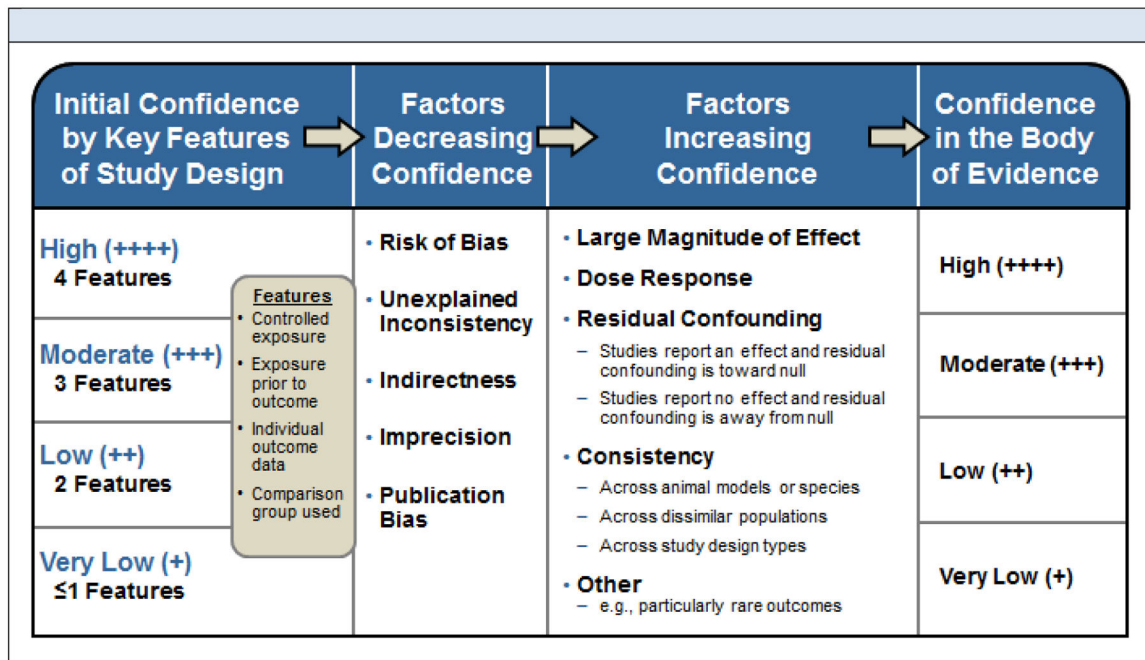 Initial Confidence
by Key Features
of Study Design
Factors
Decreasing
Confidence
Factors
Increasing
Confidence
Confidence
in the Body
of Evidence
High (++++)
4 Features
Moderate (+++)
3 Features
Low (++)
2 Features
Very Low (+)
≤1 Features
Features
• Controlled
exposure
• Exposure
prior to
outcome
• Individual
outcome
data
• Comparison
group used
• Risk of Bias
• Unexplained
Inconsistency
• Indirectness
• Imprecision
• Publication
Bias
• Large Magnitude of Effect
• Dose Response
• Residual Confounding
– Studies report an effect and residual
confounding is toward null
– Studies report no effect and residual
confounding is away from null
• Consistency
– Across animal models or species
– Across dissimilar populations
– Across study design types
• Other
– e.g., particularly rare outcomes
High (++++)
Moderate (+++)
Low (++)
Very Low (+)